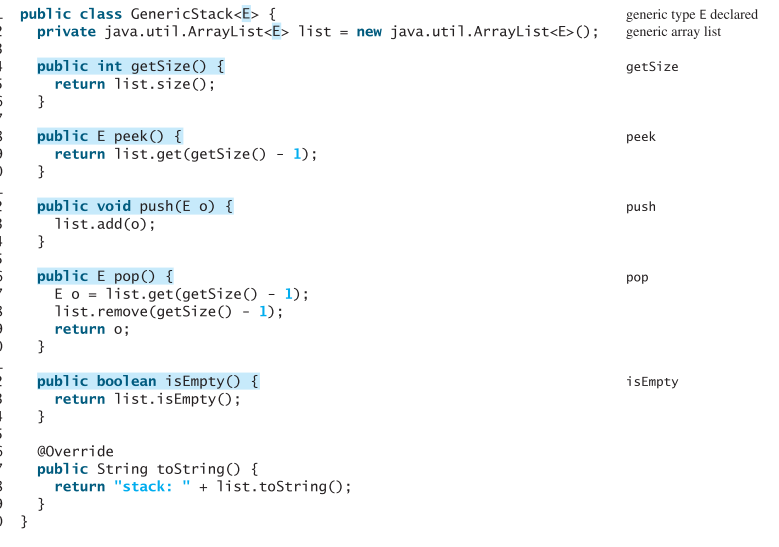 public class GenericStack<E> { generic type E declared
private java.util.ArrayList<E> list = new java.util.ArrayList<E>(); generic array list
public int getSize() { getSize
return list.size();
}
public E peek() { peek
return list.get(getSize() - 1);
}
public void push(E o) { push
list.add(o);
}
public E pop() { pop
E o = list.get(getSize() - 1);
list.remove(getSize() - 1);
return o;
}
public boolean isEmpty() { isEmpty
return list.isEmpty();
}
@Override
public String toString() {
return "stack: " + list.toString();
}
}